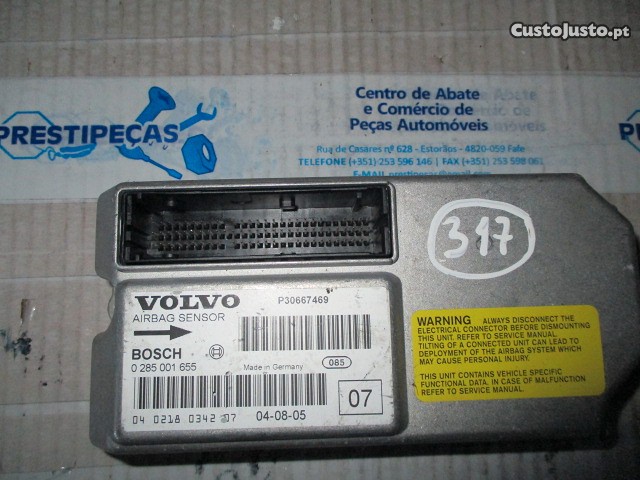 CustoJusto.pt
PRESTIPEÇAS
Centro de Abate
e Comércio de
Peças Automóveis
Rua de Casares nº 628 - Estorãos - 4820-059 Fafe
TELEFONE (+351) 253 596 146 | FAX (+351) 253 598 061
317
VOLVO
P30667469
AIRBAG SENSOR
BOSCH
0 285 001 655
Made in Germany
085
04 0218 0342 07
04-08-05
07
WARNING ALWAYS DISCONNECT THE
ELECTRICAL CONNECTOR BEFORE DISMOUNTING
THIS UNIT. REFER TO SERVICE MANUAL.
TILTING OF A CONNECTED UNIT CAN LEAD TO
DEPLOYMENT OF THE AIRBAG SYSTEM WHICH
MAY CAUSE PERSONAL INJURY.
THIS UNIT CONTAINS VEHICLE SPECIFIC
FUNCTIONAL DATA. IN CASE OF MALFUNCTION
REFER TO SERVICE MANUAL.